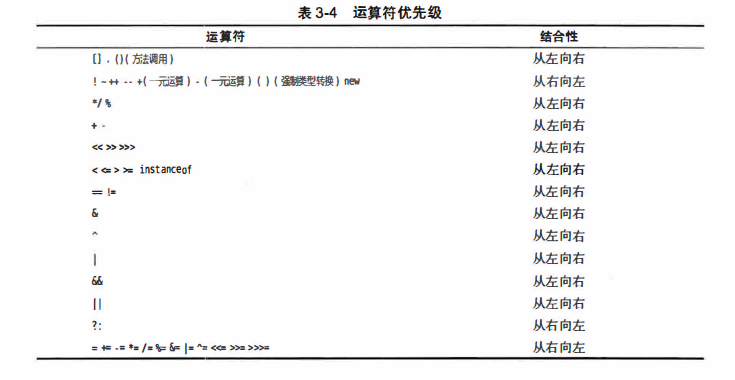 表 3-4 运算符优先级
运算符 结合性
[] . ()(方法调用) 从左向右
! ~ ++ -- +(一元运算) -(一元运算) ()(强制类型转换) new 从右向左
* / % 从左向右
+ - 从左向右
<< >> >>> 从左向右
< <= > >= instanceof 从左向右
== != 从左向右
& 从左向右
^ 从左向右
| 从左向右
&& 从左向右
|| 从左向右
?: 从右向左
= += -= *= /= %= &= |= ^= <<= >>= >>>= 从右向左